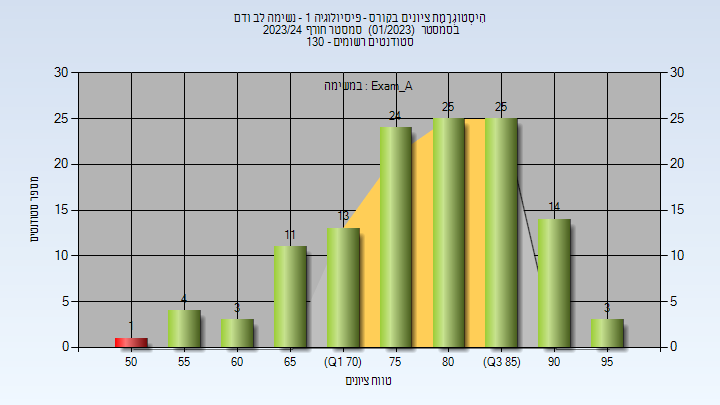 היסטוגרמת ציונים בקורס - פיסיולוגיה 1 - נשימה לב ודם
בסמסטר (01/2023) סמסטר חורף 2023/24
סטודנטים רשומים - 130
במשימה : Exam_A
30 30
25 25
20 20
15 15
10 10
5 5
0 0
מספר סטודנטים
1 4 3 11 13 24 25 25 14 3
50 55 60 65 (Q1 70) 75 80 (Q3 85) 90 95
טווח ציונים